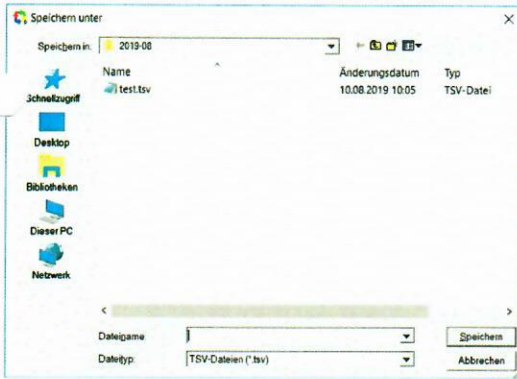 Speichern unter
Speichern in: 2019-08
Name Änderungsdatum Typ
test.tsv 10.08.2019 10:05 TSV-Datei
Schnellzugriff
Desktop
Bibliotheken
Dieser PC
Netzwerk
Dateiname: Speichern
Dateityp: TSV-Dateien (*.tsv) Abbrechen